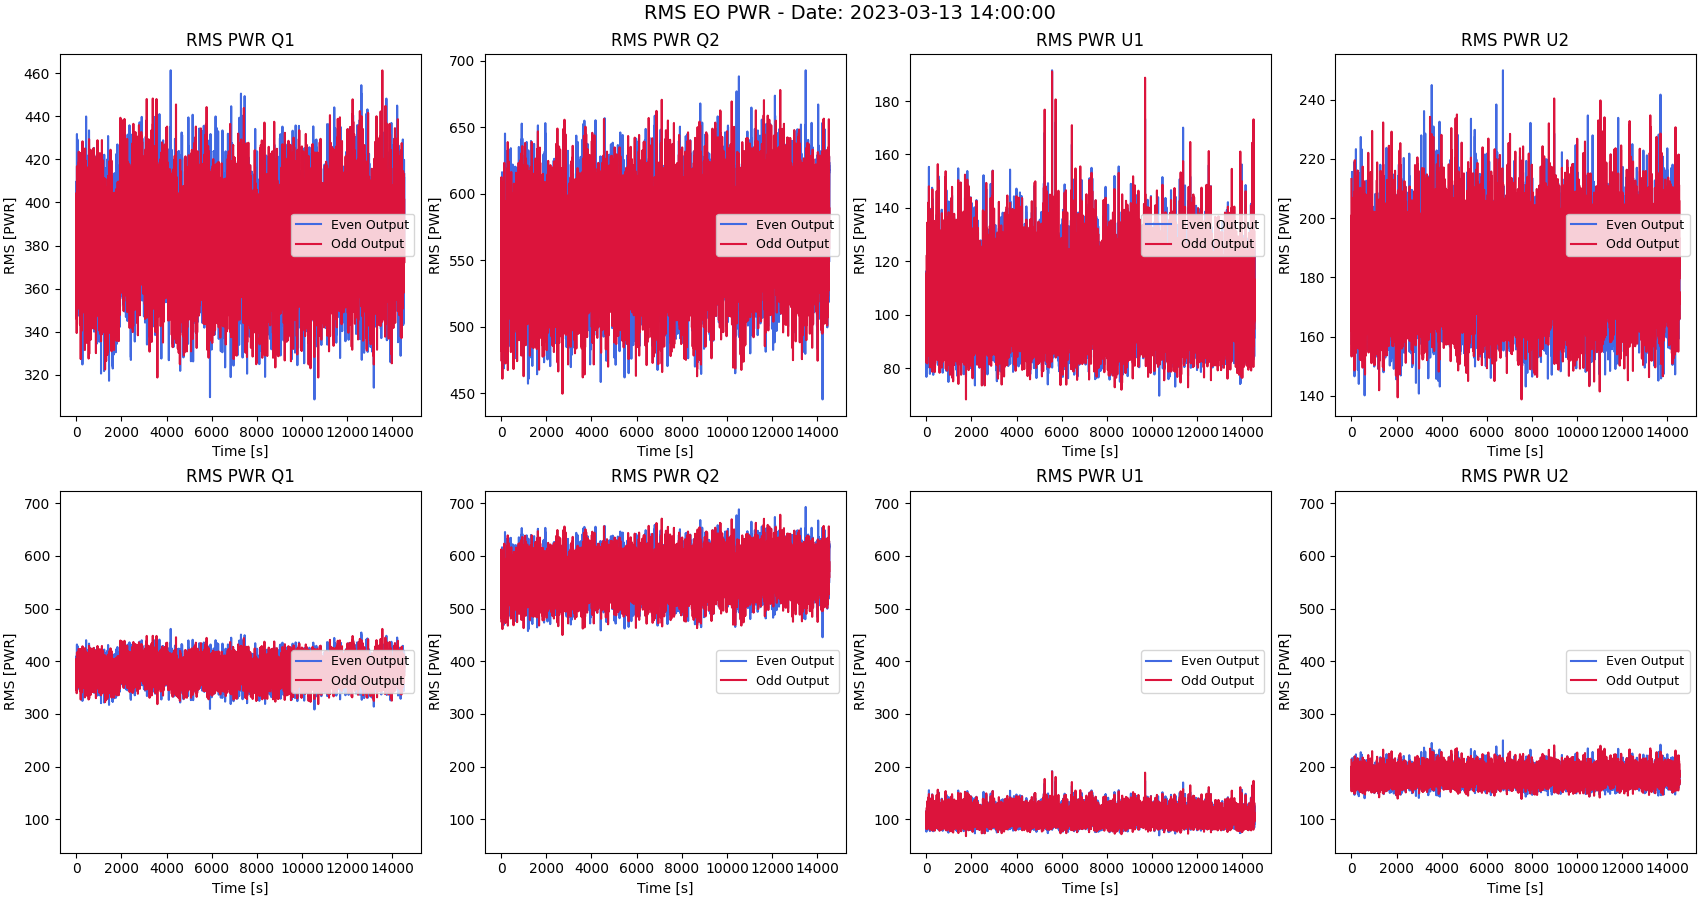 RMS EO PWR - Date: 2023-03-13 14:00:00
RMS PWR Q1
RMS [PWR]
460
440
420
400
380
360
340
320
Even Output
Odd Output
0 2000 4000 6000 8000 10000 12000 14000
Time [s]
RMS PWR Q2
RMS [PWR]
700
650
600
550
500
450
Even Output
Odd Output
0 2000 4000 6000 8000 10000 12000 14000
Time [s]
RMS PWR U1
RMS [PWR]
180
160
140
120
100
80
Even Output
Odd Output
0 2000 4000 6000 8000 10000 12000 14000
Time [s]
RMS PWR U2
RMS [PWR]
240
220
200
180
160
140
Even Output
Odd Output
0 2000 4000 6000 8000 10000 12000 14000
Time [s]
RMS PWR Q1
RMS [PWR]
700
600
500
400
300
200
100
Even Output
Odd Output
0 2000 4000 6000 8000 10000 12000 14000
Time [s]
RMS PWR Q2
RMS [PWR]
700
600
500
400
300
200
100
Even Output
Odd Output
0 2000 4000 6000 8000 10000 12000 14000
Time [s]
RMS PWR U1
RMS [PWR]
700
600
500
400
300
200
100
Even Output
Odd Output
0 2000 4000 6000 8000 10000 12000 14000
Time [s]
RMS PWR U2
RMS [PWR]
700
600
500
400
300
200
100
Even Output
Odd Output
0 2000 4000 6000 8000 10000 12000 14000
Time [s]